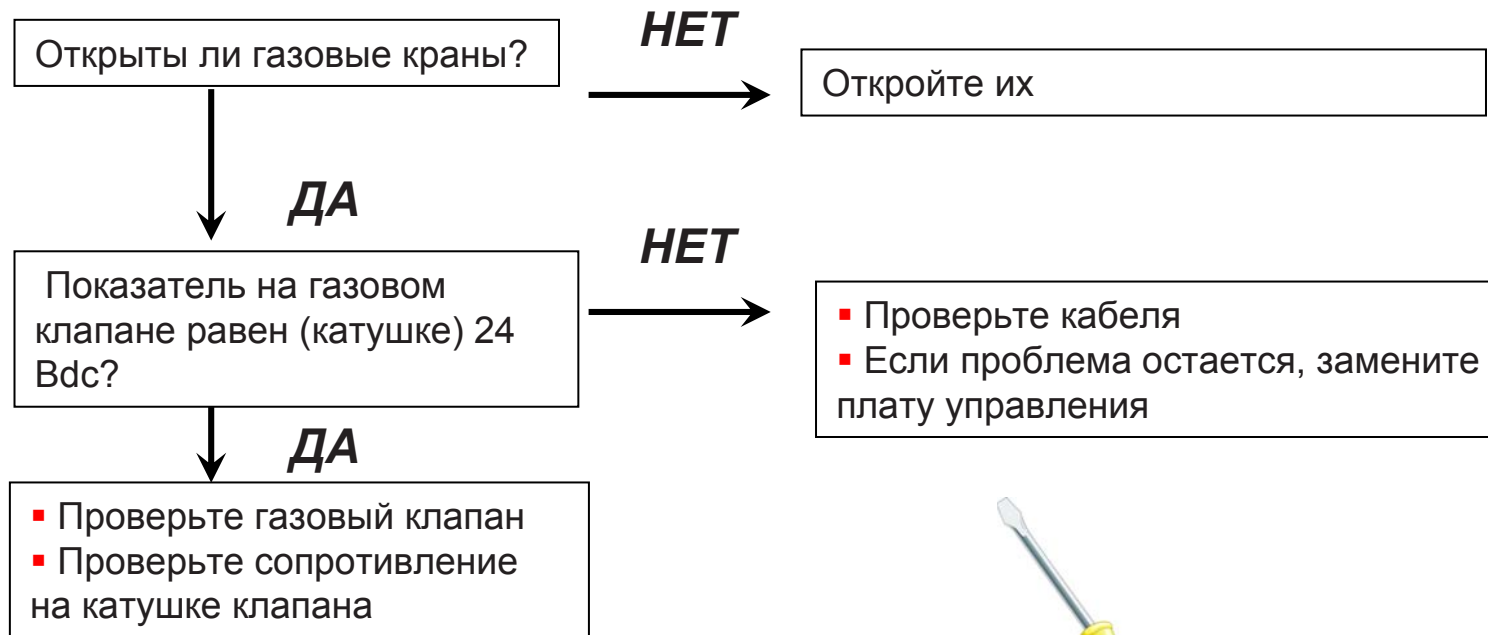 Открыты ли газовые краны?
НЕТ
Откройте их
ДА
Показатель на газовом
клапане равен (катушке) 24
Bdc?
НЕТ
▪ Проверьте кабеля
▪ Если проблема остается, замените
плату управления
ДА
▪ Проверьте газовый клапан
▪ Проверьте сопротивление
на катушке клапана